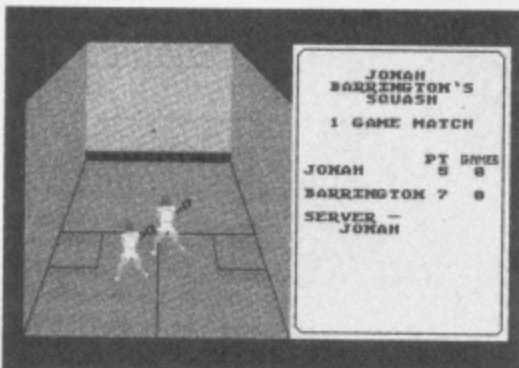 JONAH
BARRINGTON'S
SQUASH
1 GAME MATCH
PT GAMES
JONAH 5 0
BARRINGTON 7 0
SERVER -
JONAH